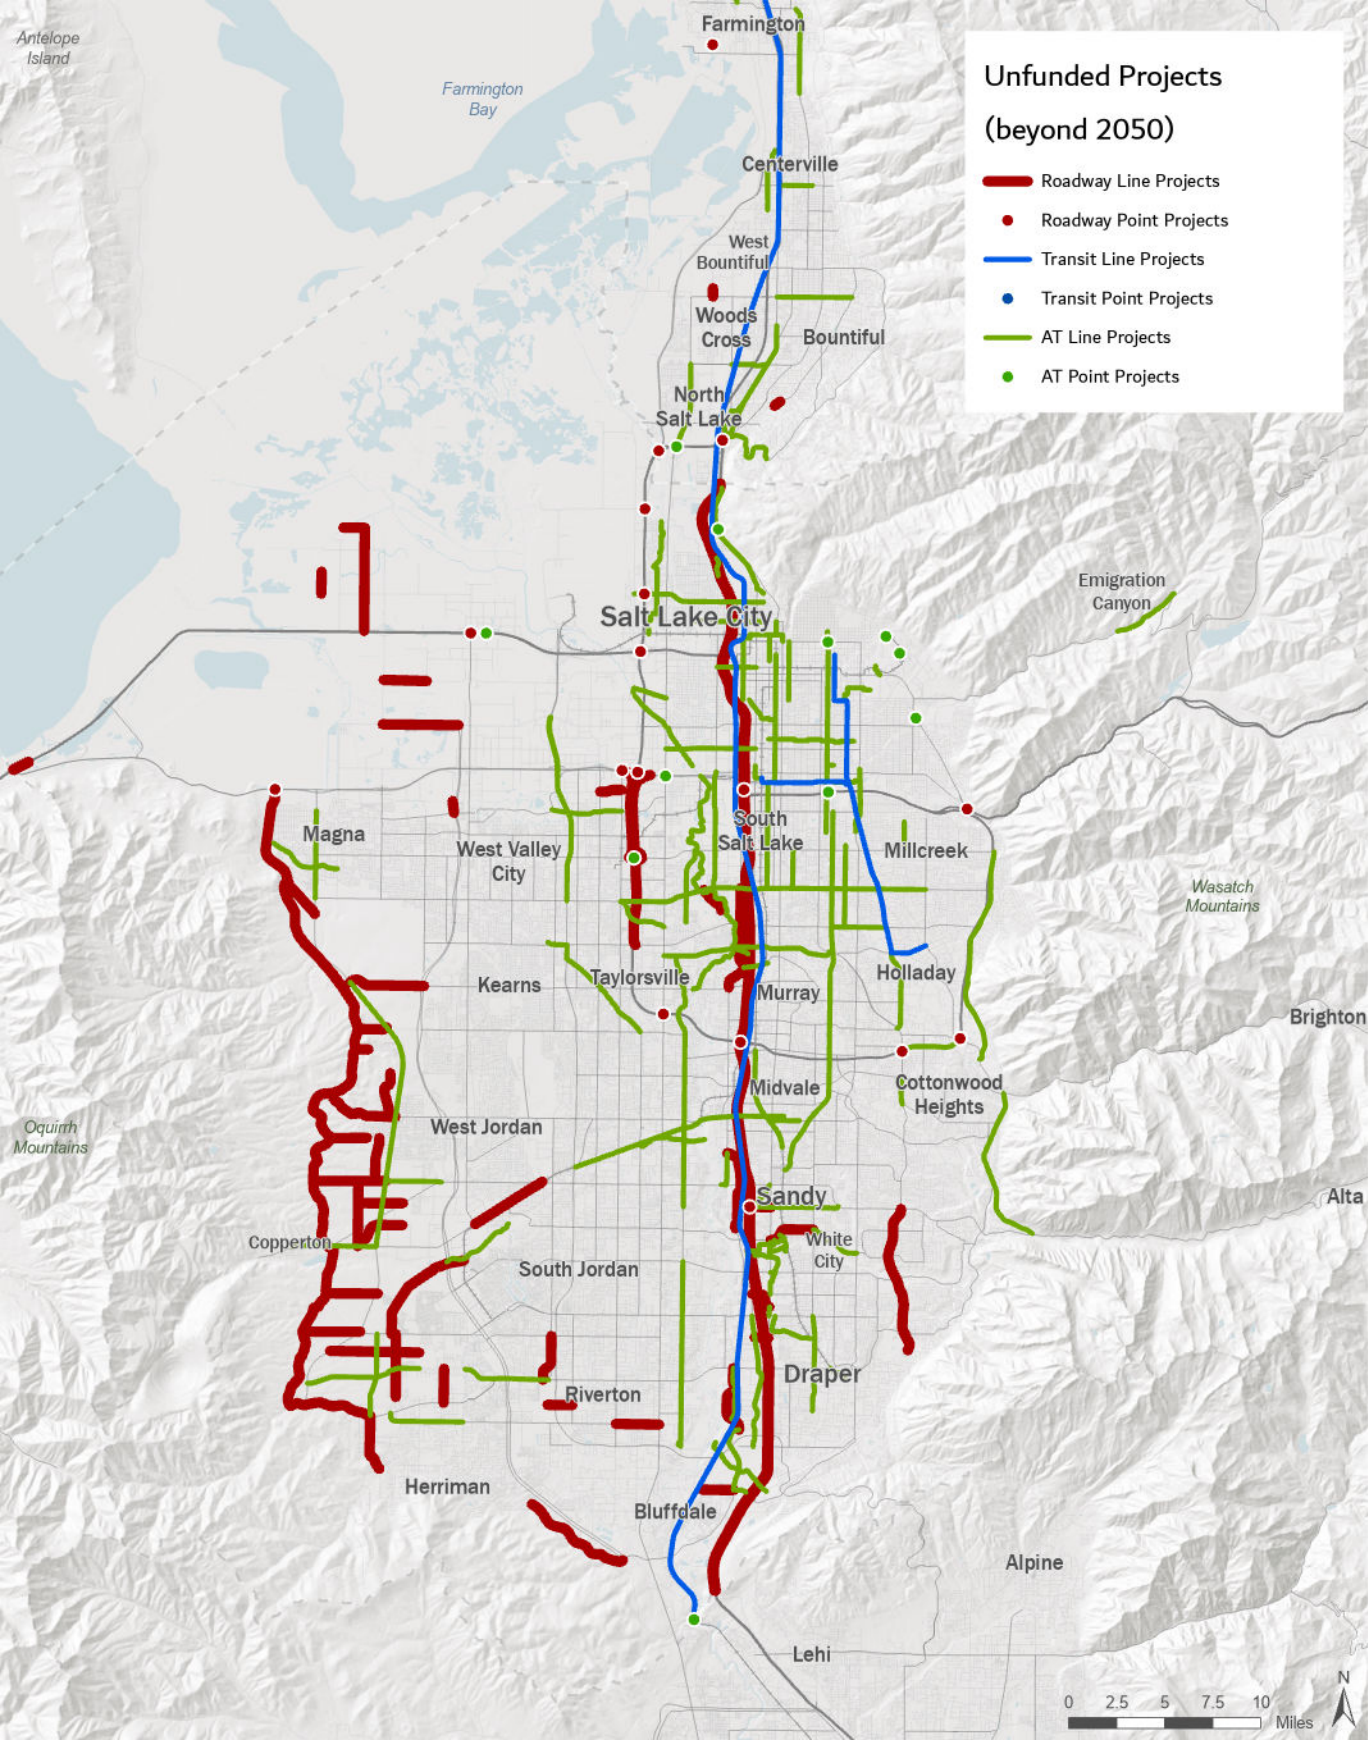 Farmington
Antelope
Island
Unfunded Projects
(beyond 2050)
Farmington
Bay
Centerville
Roadway Line Projects
Roadway Point Projects
West
Bountiful
Transit Line Projects
Transit Point Projects
Woods
Cross
Bountiful
AT Line Projects
AT Point Projects
North
Salt Lake
Emigration
Canyon
Salt Lake City
South
Salt Lake
Magna
West Valley
City
Millcreek
Wasatch
Mountains
Taylorsville
Holladay
Kearns
Murray
Brighton
Midvale
Cottonwood
Heights
Oquirrh
Mountains
West Jordan
Sandy
Alta
Copperton
White
City
South Jordan
Draper
Riverton
Herriman
Bluffdale
Alpine
Lehi
N
0 2.5 5 7.5 10
Miles